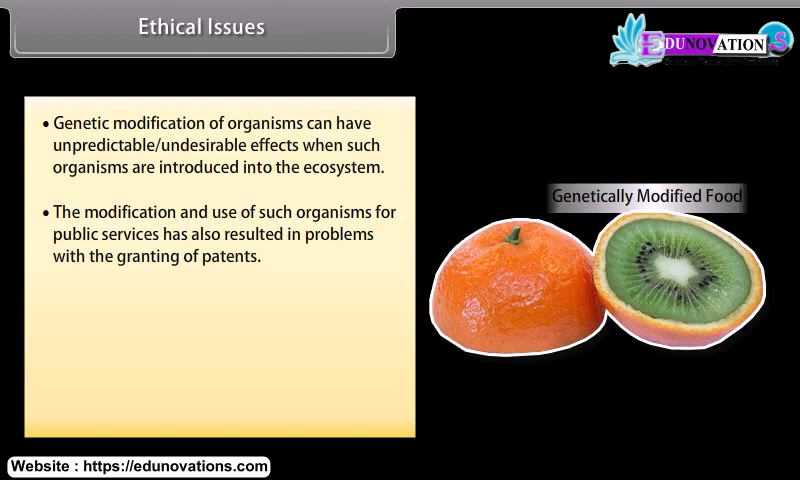 Ethical Issues
EDUNOVATIONS
• Genetic modification of organisms can have
unpredictable/undesirable effects when such
organisms are introduced into the ecosystem.
Genetically Modified Food
• The modification and use of such organisms for
public services has also resulted in problems
with the granting of patents.
Website : https://edunovations.com